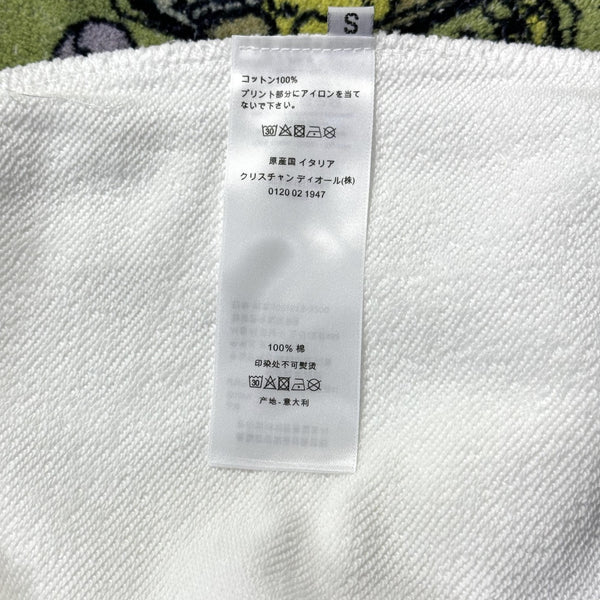 S
コットン100%
プリント部分にアイロンを当て
ないで下さい。
30
原産国 イタリア
クリスチャン ディオール(株)
0120 02 1947
100% 棉
印染处不可熨烫
30
产地 - 意大利